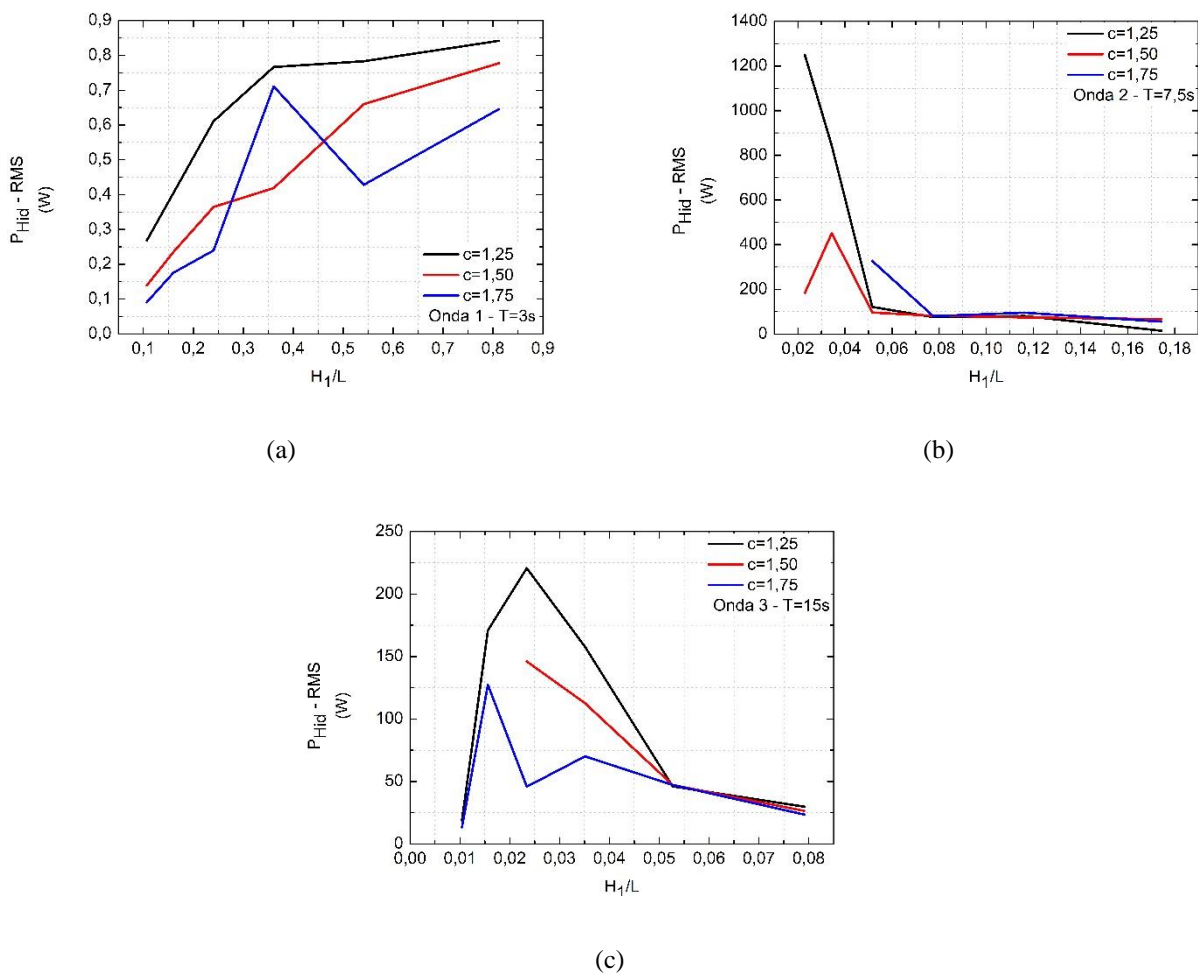 0,9
0,8
0,7
0,6
0,5
0,4
0,3
0,2
0,1
0,0
P_Hid - RMS
(W)
c=1,25
c=1,50
c=1,75
Onda 1 - T=3s
0,1 0,2 0,3 0,4 0,5 0,6 0,7 0,8 0,9
H₁/L
(a)
1400
1200
1000
800
600
400
200
0
P_Hid - RMS
(W)
c=1,25
c=1,50
c=1,75
Onda 2 - T=7,5s
0,02 0,04 0,06 0,08 0,10 0,12 0,14 0,16 0,18
H₁/L
(b)
250
200
150
100
50
0
P_Hid - RMS
(W)
c=1,25
c=1,50
c=1,75
Onda 3 - T=15s
0,00 0,01 0,02 0,03 0,04 0,05 0,06 0,07 0,08
H₁/L
(c)